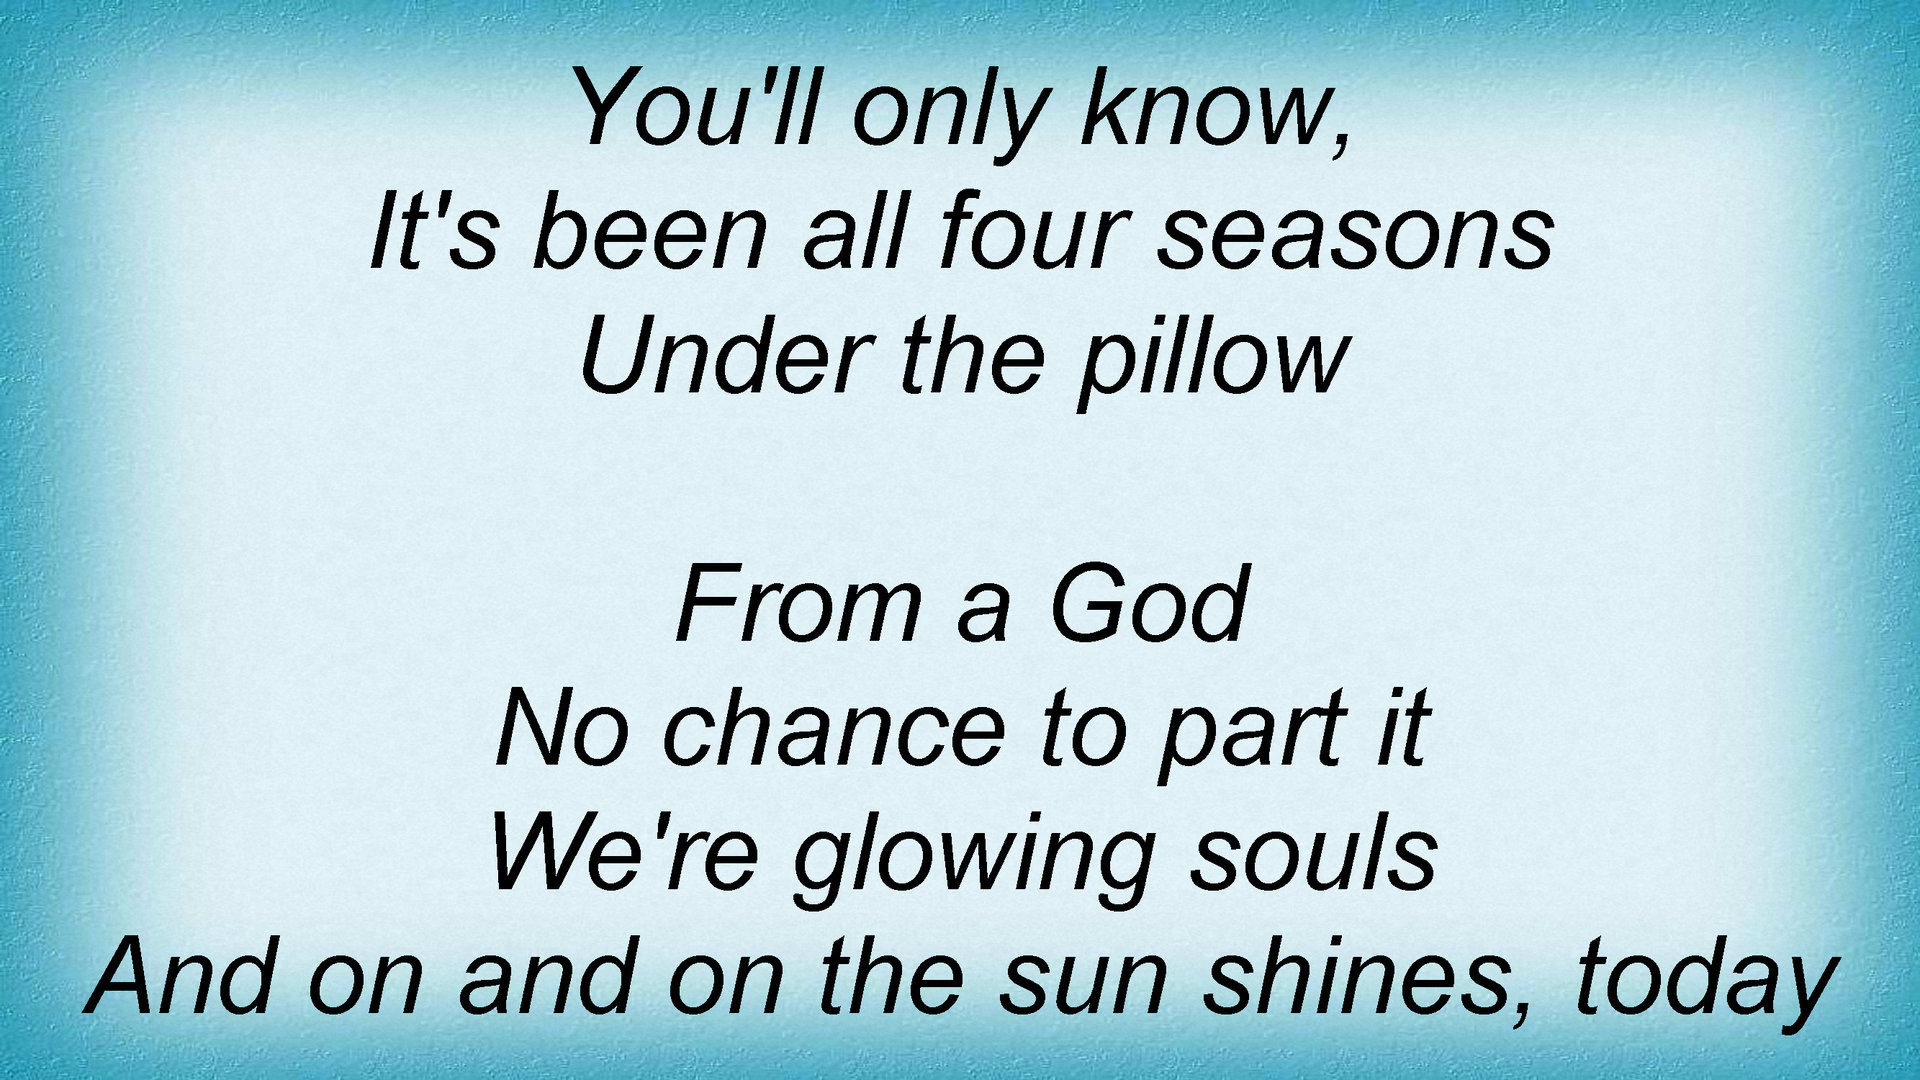 You'll only know,
It's been all four seasons
Under the pillow
From a God
No chance to part it
We're glowing souls
And on and on the sun shines, today